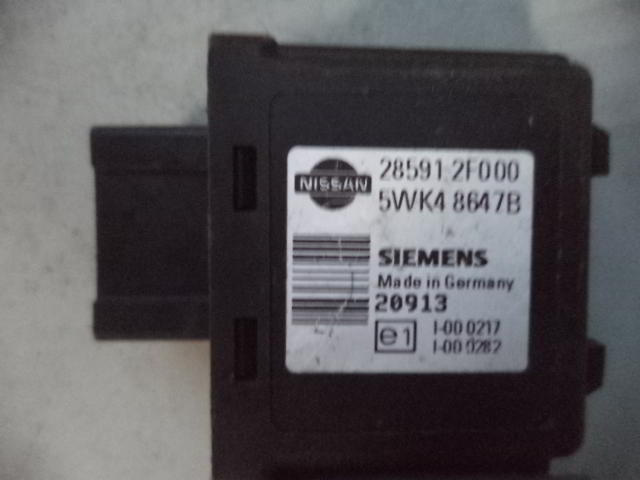 NISSAN
28591 2F000
5WK4 8647B
SIEMENS
Made in Germany
20913
e1
I-00 0217
I-00 0282